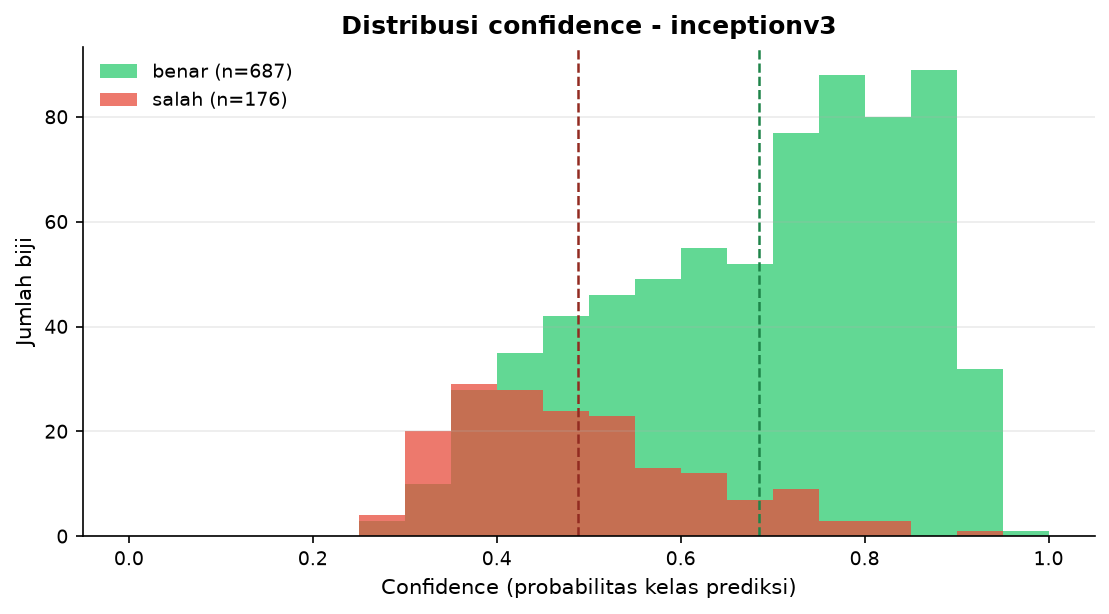 Distribusi confidence - inceptionv3
benar (n=687)
salah (n=176)
Jumlah biji
80
60
40
20
0
0.0 0.2 0.4 0.6 0.8 1.0
Confidence (probabilitas kelas prediksi)